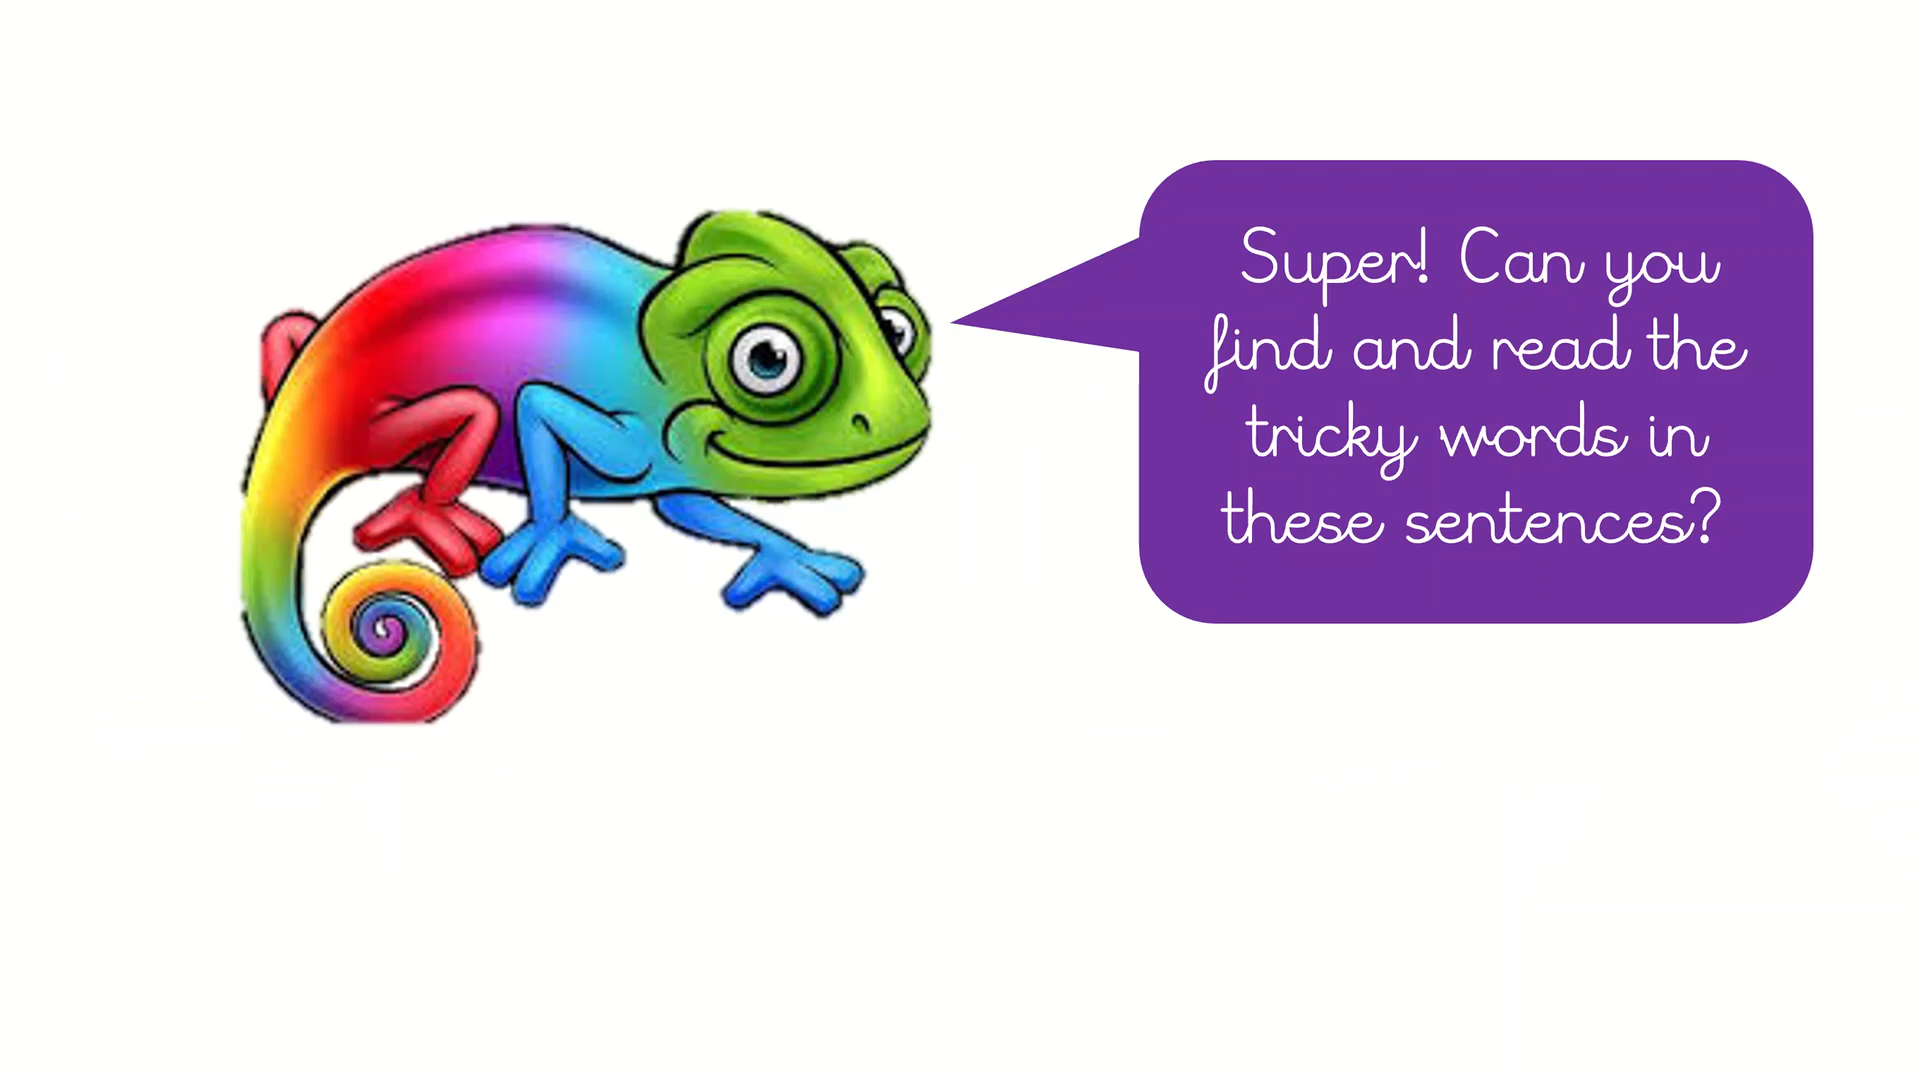 Super! Can you
find and read the
tricky words in
these sentences?